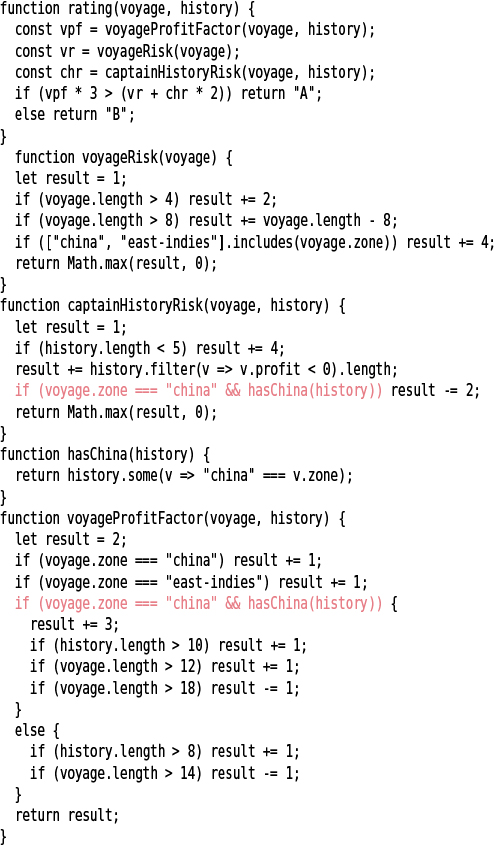 function rating(voyage, history) {
  const vpf = voyageProfitFactor(voyage, history);
  const vr = voyageRisk(voyage);
  const chr = captainHistoryRisk(voyage, history);
  if (vpf * 3 > (vr + chr * 2)) return "A";
  else return "B";
}
  function voyageRisk(voyage) {
  let result = 1;
  if (voyage.length > 4) result += 2;
  if (voyage.length > 8) result += voyage.length - 8;
  if (["china", "east-indies"].includes(voyage.zone)) result += 4;
  return Math.max(result, 0);
}
function captainHistoryRisk(voyage, history) {
  let result = 1;
  if (history.length < 5) result += 4;
  result += history.filter(v => v.profit < 0).length;
  if (voyage.zone === "china" && hasChina(history)) result -= 2;
  return Math.max(result, 0);
}
function hasChina(history) {
  return history.some(v => "china" === v.zone);
}
function voyageProfitFactor(voyage, history) {
  let result = 2;
  if (voyage.zone === "china") result += 1;
  if (voyage.zone === "east-indies") result += 1;
  if (voyage.zone === "china" && hasChina(history)) {
    result += 3;
    if (history.length > 10) result += 1;
    if (voyage.length > 12) result += 1;
    if (voyage.length > 18) result -= 1;
  }
  else {
    if (history.length > 8) result += 1;
    if (voyage.length > 14) result -= 1;
  }
  return result;
}